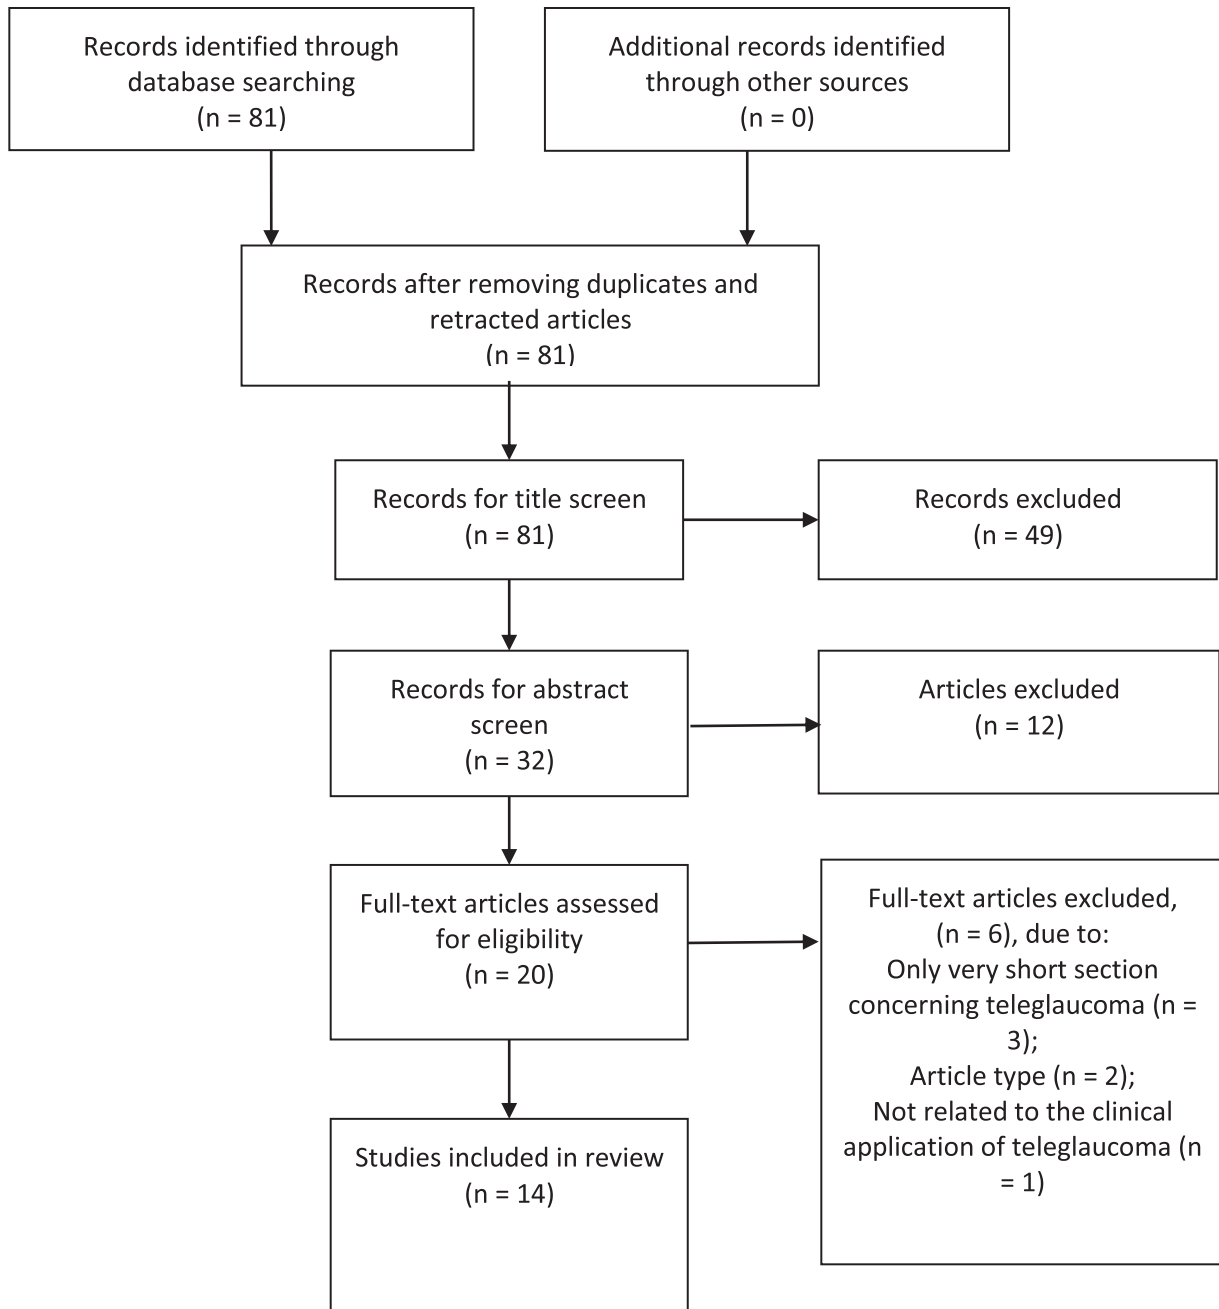 Records identified through
database searching
(n = 81)
Additional records identified
through other sources
(n = 0)
Records after removing duplicates and
retracted articles
(n = 81)
Records for title screen
(n = 81)
Records excluded
(n = 49)
Records for abstract
screen
(n = 32)
Articles excluded
(n = 12)
Full-text articles assessed
for eligibility
(n = 20)
Full-text articles excluded,
(n = 6), due to:
Only very short section
concerning teleglaucoma (n =
3);
Article type (n = 2);
Not related to the clinical
application of teleglaucoma (n
= 1)
Studies included in review
(n = 14)